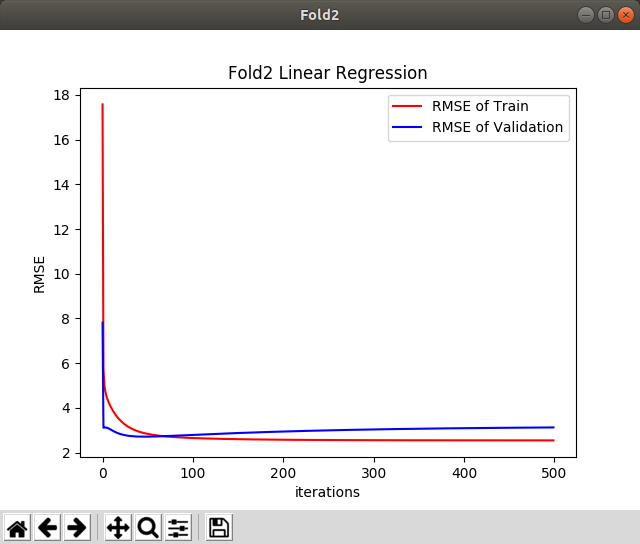 Fold2
Fold2 Linear Regression
RMSE of Train
RMSE of Validation
18
16
14
12
10
8
6
4
2
RMSE
0 100 200 300 400 500
iterations